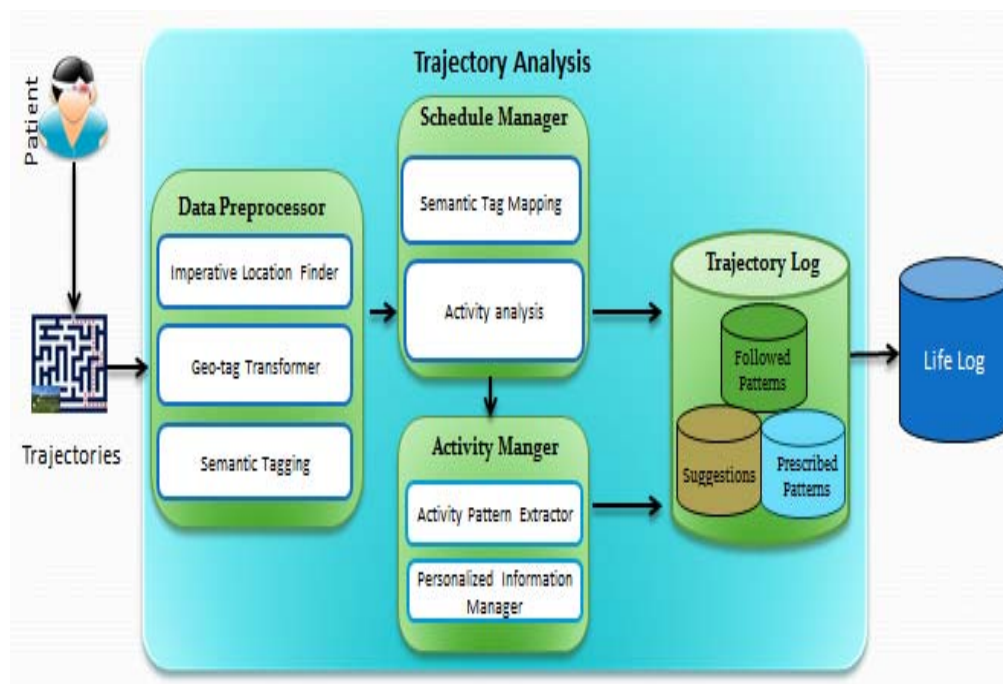 Trajectory Analysis
Patient
Trajectories
Data Preprocessor
Imperative Location Finder
Geo-tag Transformer
Semantic Tagging
Schedule Manager
Semantic Tag Mapping
Activity analysis
Activity Manger
Activity Pattern Extractor
Personalized Information
Manager
Trajectory Log
Followed
Patterns
Suggestions
Prescribed
Patterns
Life Log